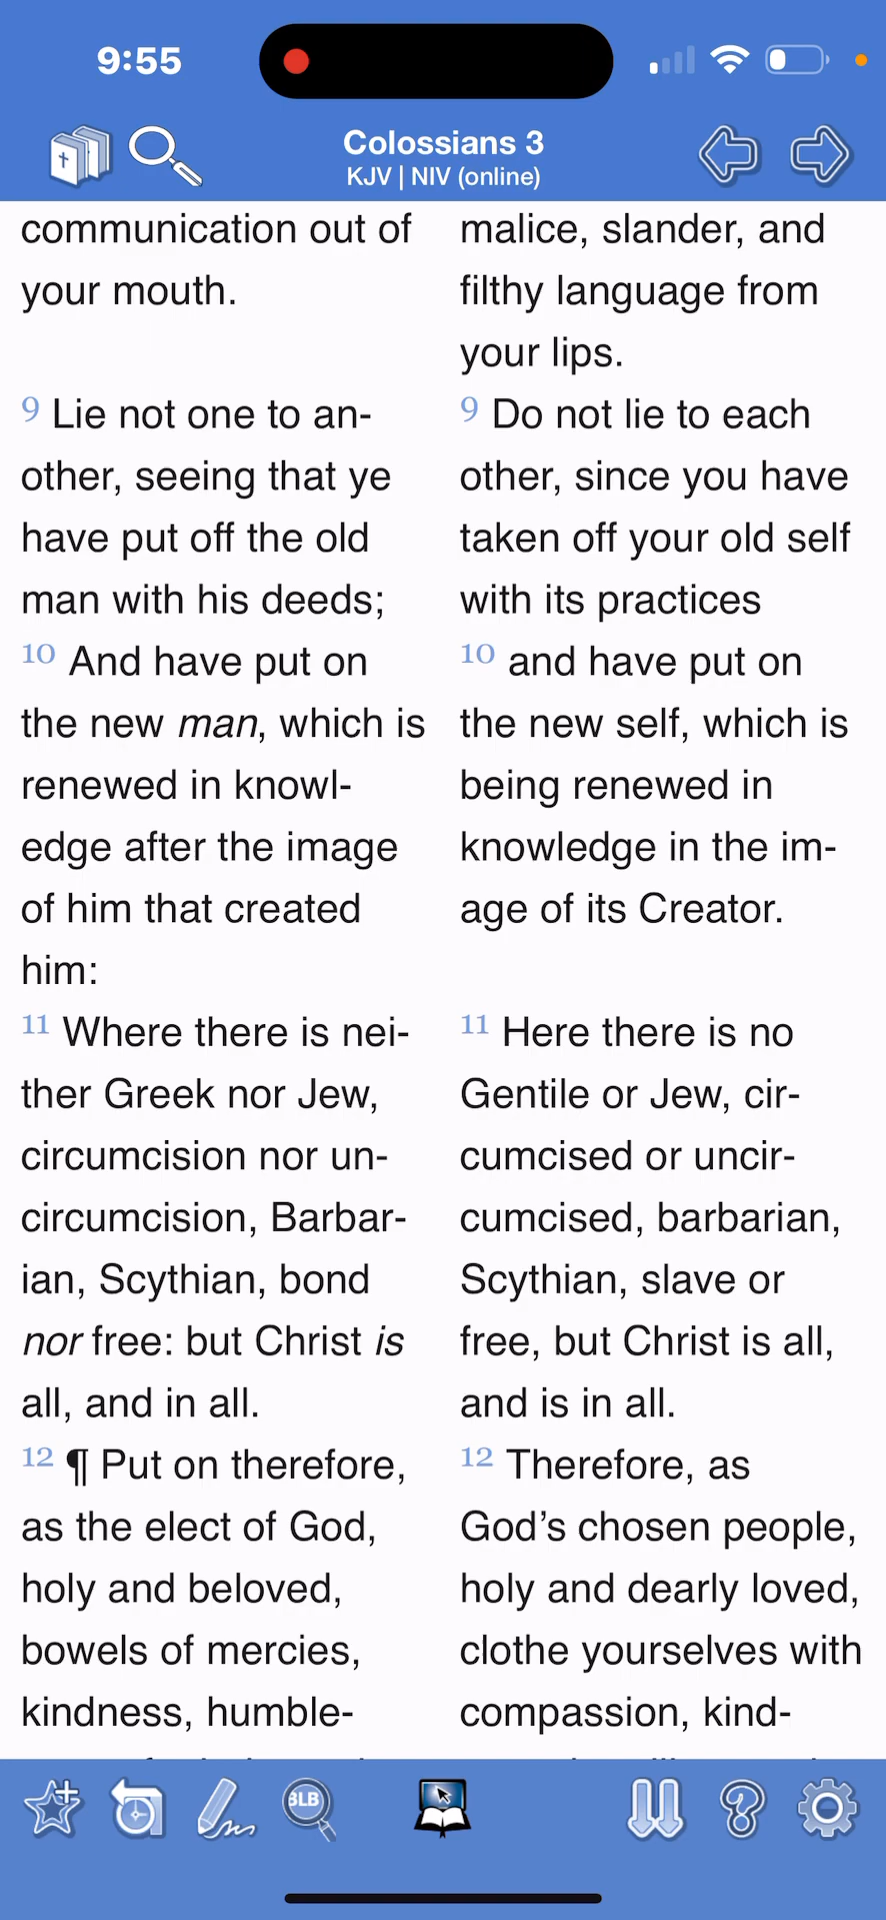 9:55
Colossians 3
KJV | NIV (online)
communication out of
your mouth.
9 Lie not one to an-
other, seeing that ye
have put off the old
man with his deeds;
10 And have put on
the new man, which is
renewed in knowl-
edge after the image
of him that created
him:
11 Where there is nei-
ther Greek nor Jew,
circumcision nor un-
circumcision, Barbar-
ian, Scythian, bond
nor free: but Christ is
all, and in all.
12 ¶ Put on therefore,
as the elect of God,
holy and beloved,
bowels of mercies,
kindness, humble-
malice, slander, and
filthy language from
your lips.
9 Do not lie to each
other, since you have
taken off your old self
with its practices
10 and have put on
the new self, which is
being renewed in
knowledge in the im-
age of its Creator.
11 Here there is no
Gentile or Jew, cir-
cumcised or uncir-
cumcised, barbarian,
Scythian, slave or
free, but Christ is all,
and is in all.
12 Therefore, as
God’s chosen people,
holy and dearly loved,
clothe yourselves with
compassion, kind-
BLB